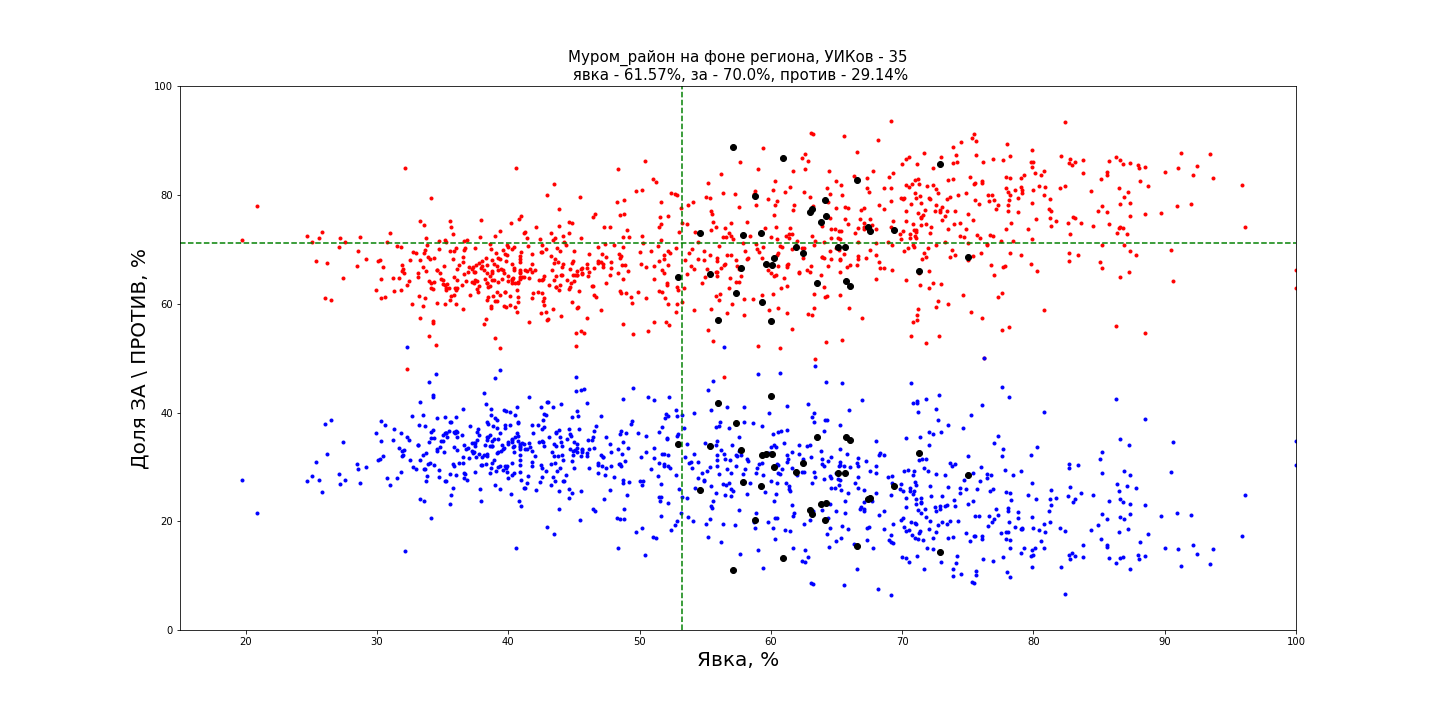 Муром_район на фоне региона, УИКов - 35
явка - 61.57%, за - 70.0%, против - 29.14%
100
80
60
40
20
0
Доля ЗА \ ПРОТИВ, %
20 30 40 50 60 70 80 90 100
Явка, %